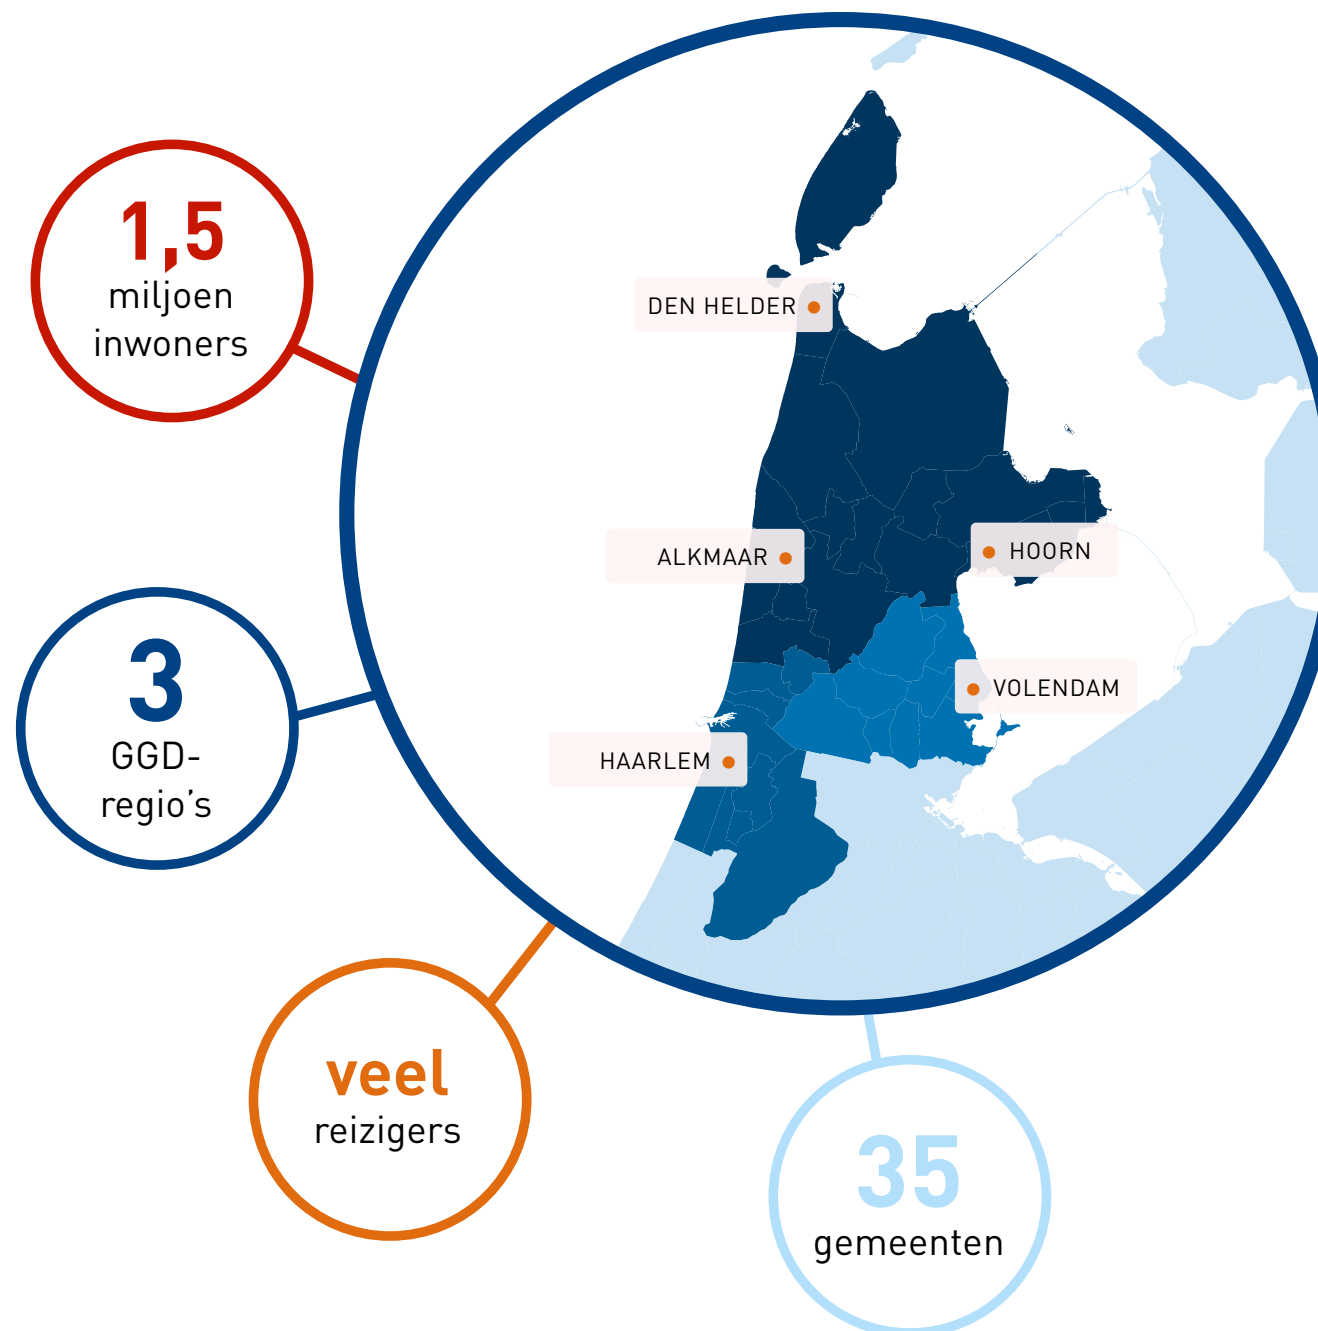 1,5
miljoen
inwoners
3
GGD-
regio’s
veel
reizigers
35
gemeenten
DEN HELDER
ALKMAAR
HOORN
VOLENDAM
HAARLEM